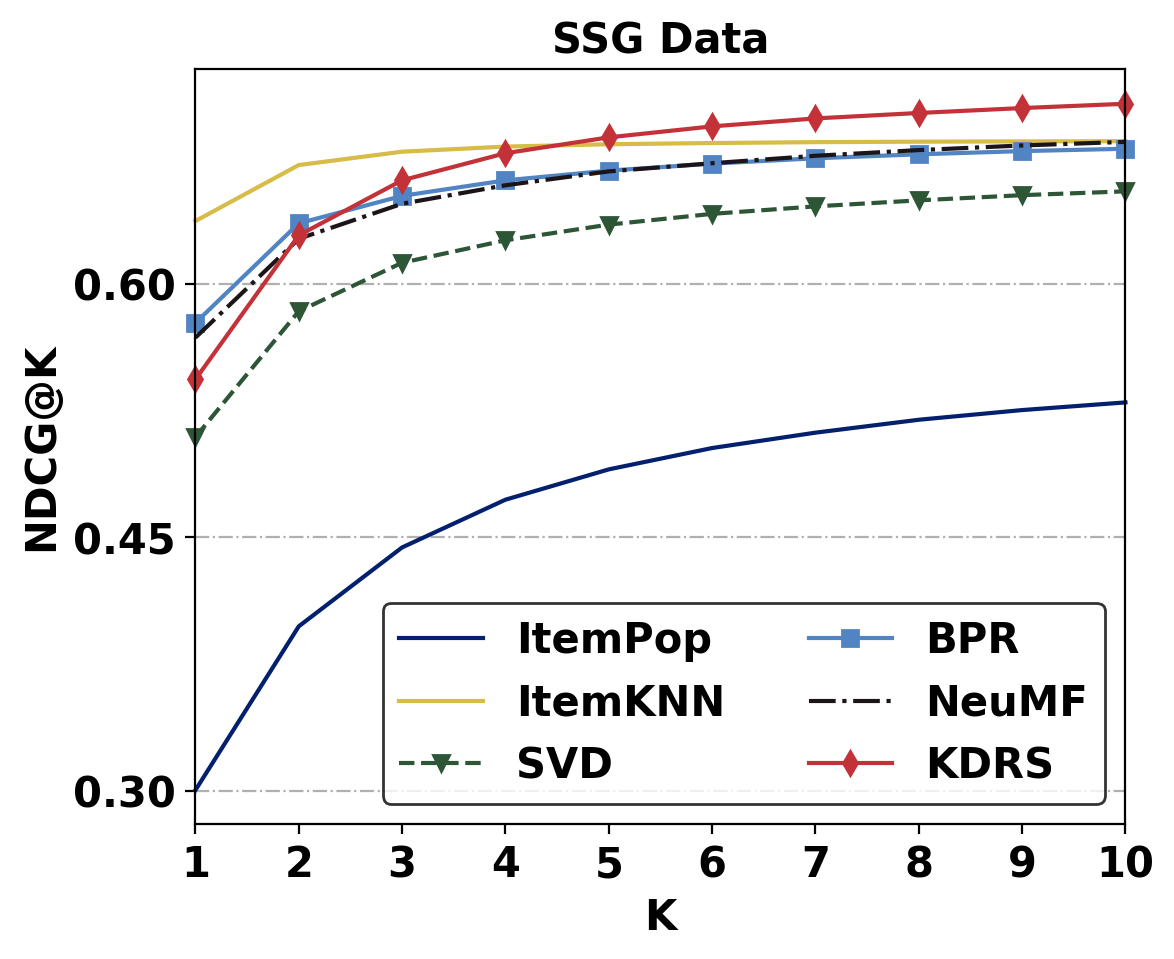 SSG Data
NDCG@K
0.60
0.45
0.30
ItemPop
ItemKNN
SVD
BPR
NeuMF
KDRS
1 2 3 4 5 6 7 8 9 10
K